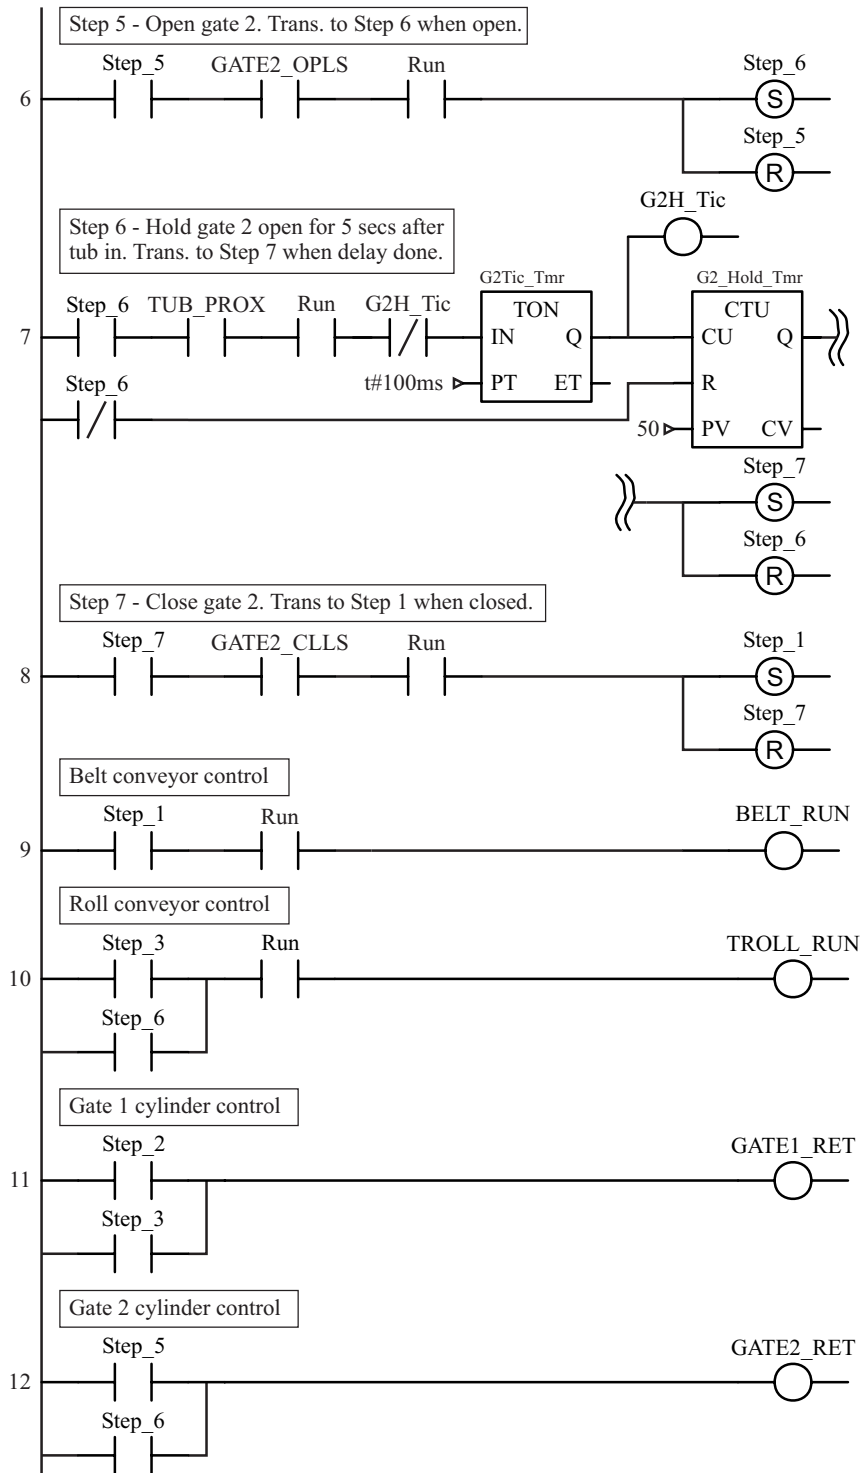 Step 5 - Open gate 2. Trans. to Step 6 when open.
Step_5 GATE2_OPLS Run Step_6
6 S
Step_5
R
G2H_Tic
Step 6 - Hold gate 2 open for 5 secs after
tub in. Trans. to Step 7 when delay done.
G2Tic_Tmr G2_Hold_Tmr
Step_6 TUB_PROX Run G2H_Tic TON CTU
7 IN Q CU Q
Step_6 t#100ms PT ET R
50 PV CV
Step_7
S
Step_6
R
Step 7 - Close gate 2. Trans to Step 1 when closed.
Step_7 GATE2_CLLS Run Step_1
8 S
Step_7
R
Belt conveyor control
Step_1 Run BELT_RUN
9
Roll conveyor control
Step_3 Run TROLL_RUN
10
Step_6
Gate 1 cylinder control
Step_2 GATE1_RET
11
Step_3
Gate 2 cylinder control
Step_5 GATE2_RET
12
Step_6